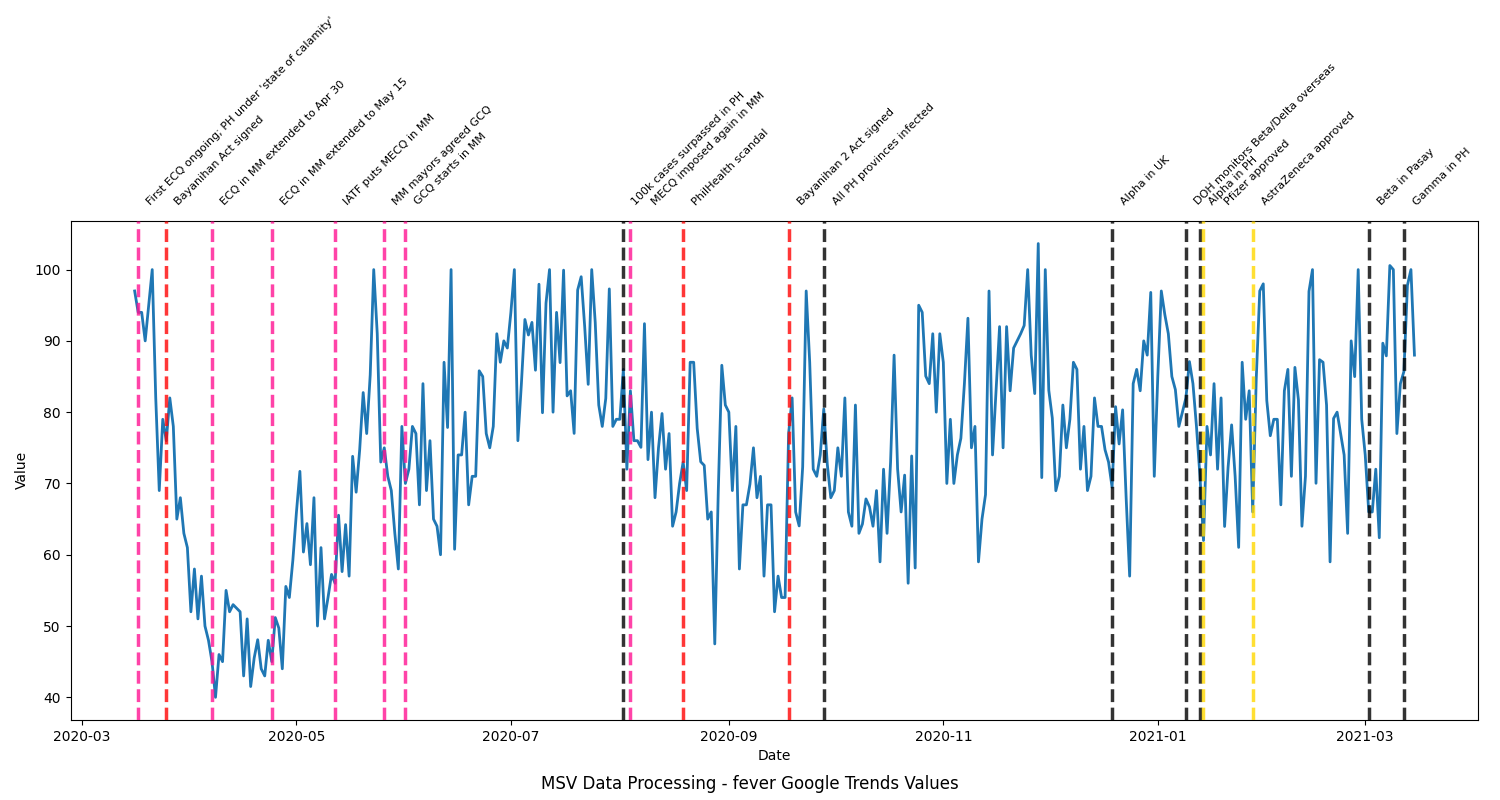 First ECQ ongoing; PH under 'state of calamity'
Bayanihan Act signed
ECQ in MM extended to Apr 30
ECQ in MM extended to May 15
IATF puts MECQ in MM
MM mayors agreed GCQ
GCQ starts in MM
100k cases surpassed in PH
MECQ imposed again in MM
PhilHealth scandal
Bayanihan 2 Act signed
All PH provinces infected
Alpha in UK
DOH monitors Beta/Delta overseas
Alpha in PH
Pfizer approved
AstraZeneca approved
Beta in Pasay
Gamma in PH
100
90
80
70
60
50
40
Value
2020-03
2020-05
2020-07
2020-09
2020-11
2021-01
2021-03
Date
MSV Data Processing - fever Google Trends Values